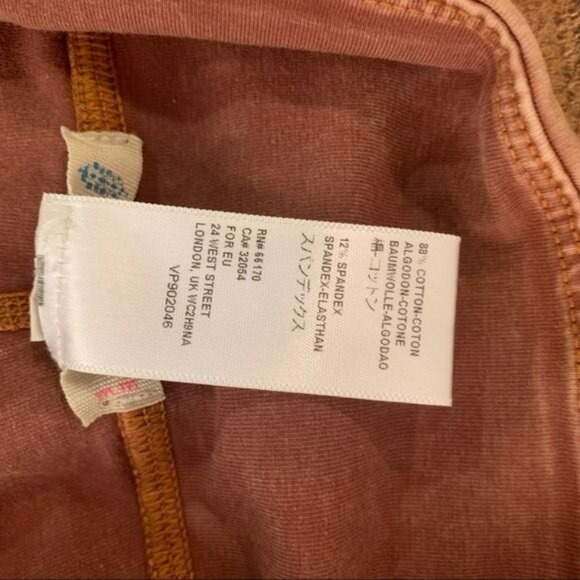 88% COTTON-COTON
ALGODON-COTONE
BAUMWOLLE-ALGODAO
綿-コットン
12% SPANDEX
SPANDEX-ELASTHAN
スパンデックス
RN# 66170
CA# 32054
FOR EU
24 WEST STREET
LONDON, UK WC2H9NA
VP902046